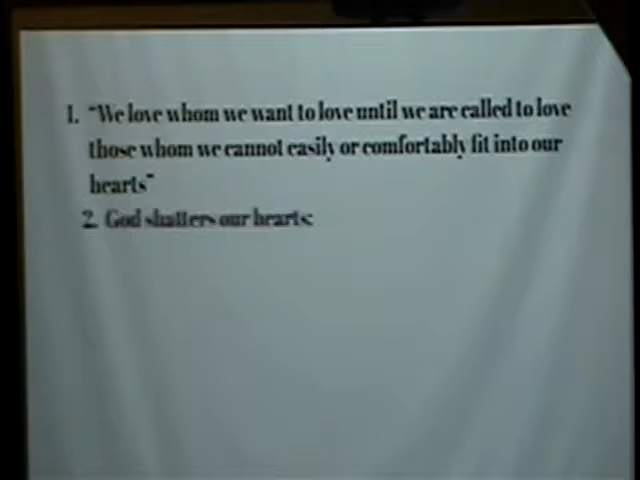 1. "We love whom we want to love until we are called to love
those whom we cannot easily or comfortably fit into our
hearts"
2. God shatters our hearts